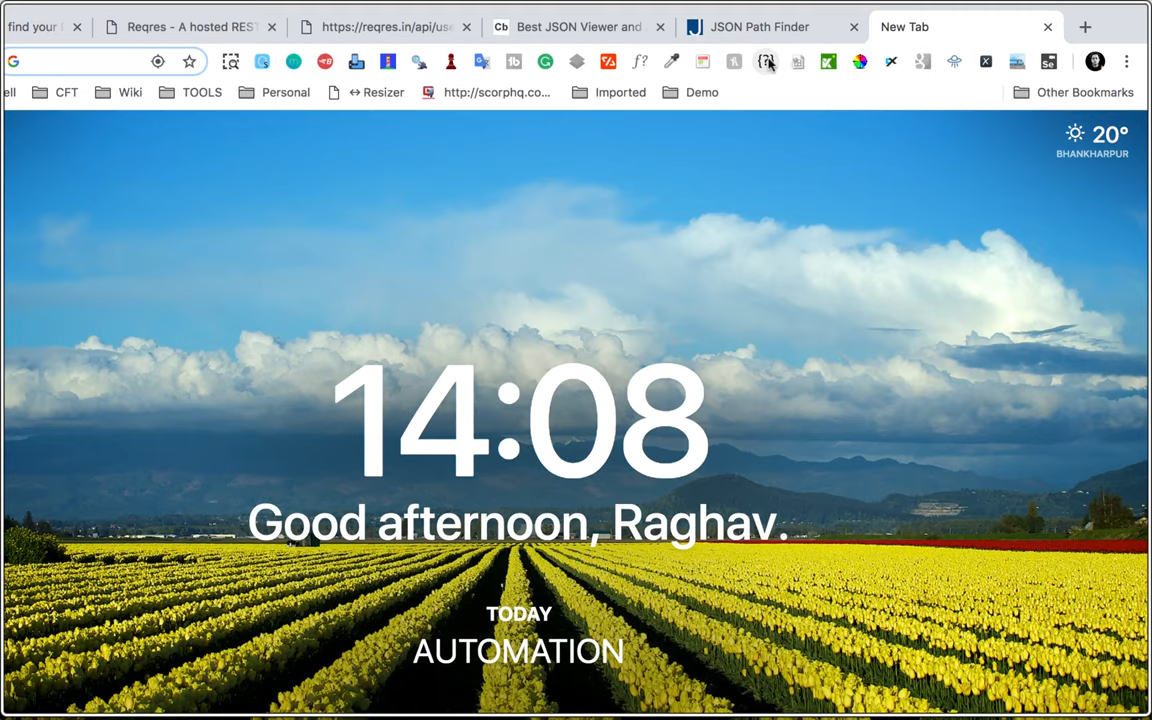 find your
Reqres - A hosted REST
https://reqres.in/api/use
Cb Best JSON Viewer and
JSON Path Finder
New Tab
ell
CFT
Wiki
TOOLS
Personal
Resizer
http://scorphq.co...
Imported
Demo
Other Bookmarks
20°
BHANKHARPUR
14:08
Good afternoon, Raghav.
TODAY
AUTOMATION